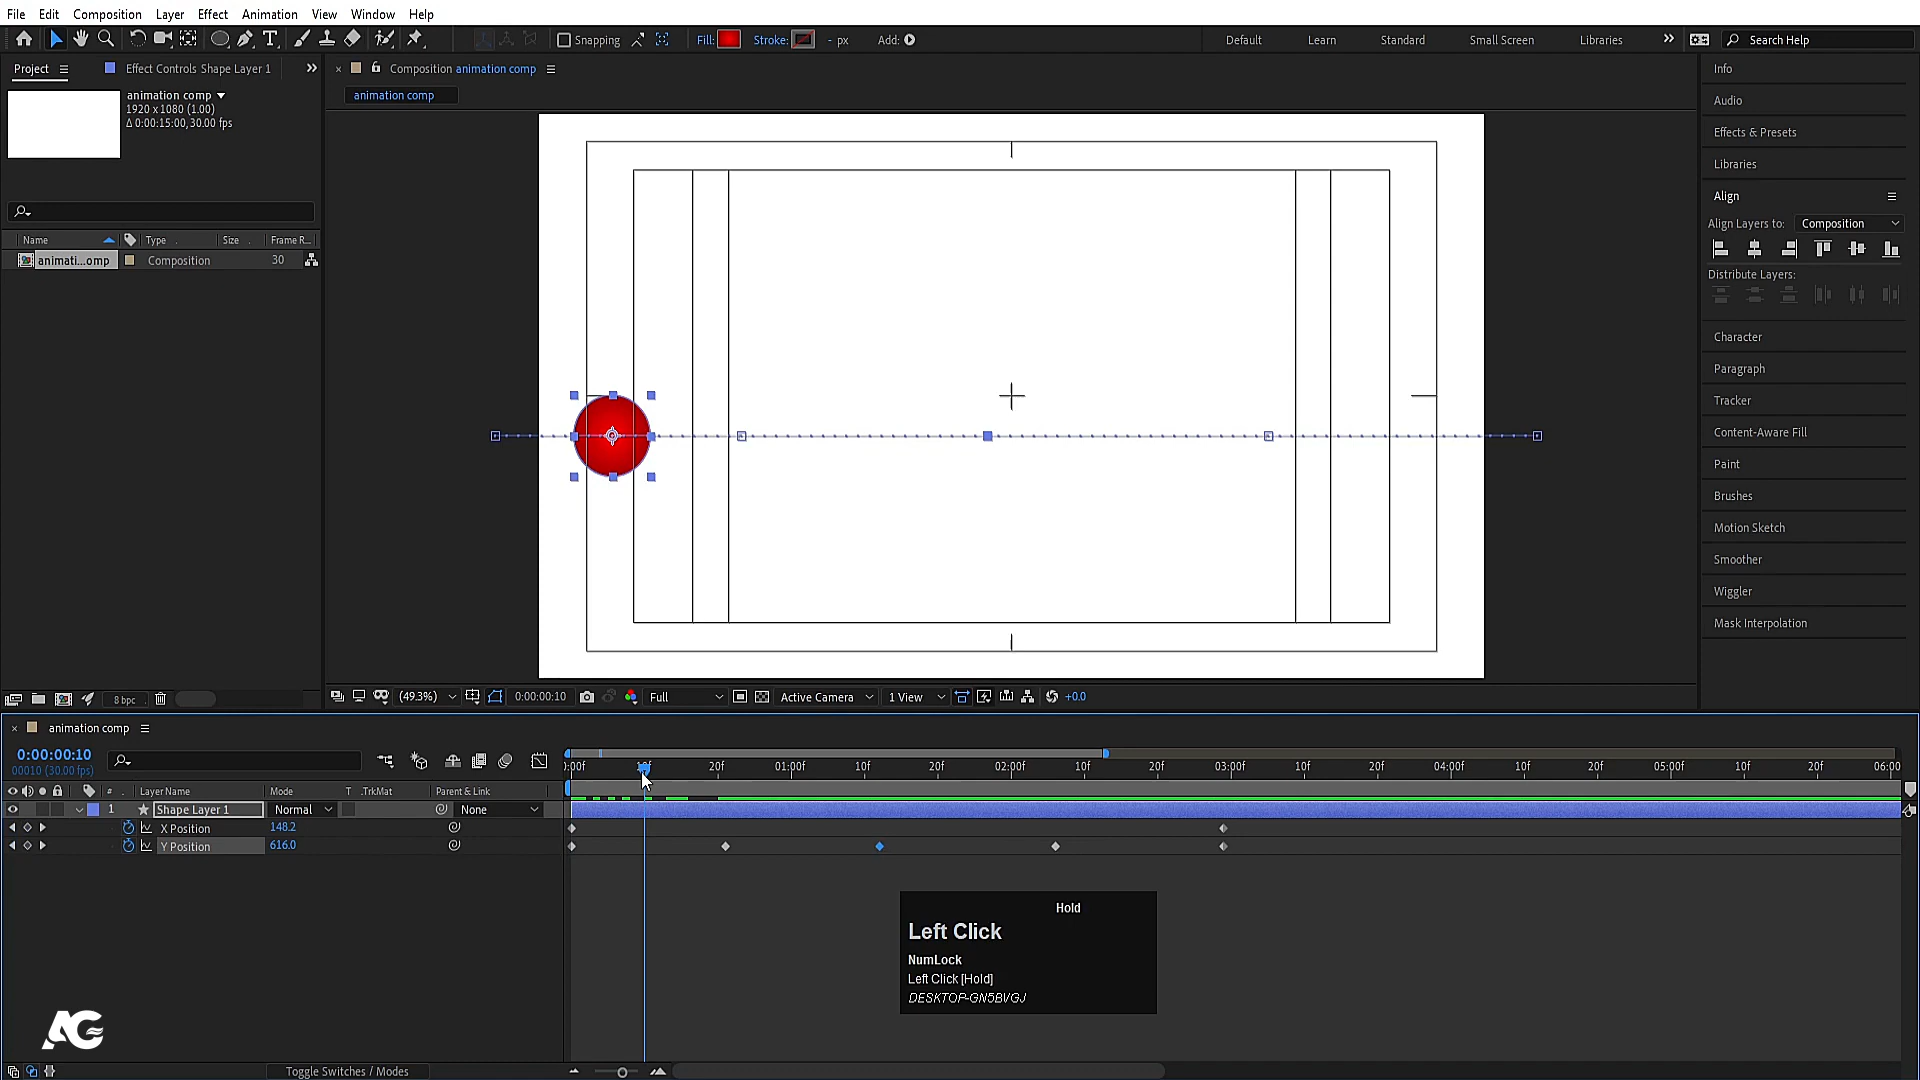 File Edit Composition Layer Effect Animation View Window Help
Snapping Fill: Stroke: - px Add: Default Learn Standard Small Screen Libraries Search Help
Project Effect Controls Shape Layer 1 Composition animation comp Info
animation comp
animation comp
1920 x 1080 (1.00)
Δ 0:00:15:00,30.00 fps
Audio
Effects & Presets
Libraries
Align
Align Layers to: Composition
Distribute Layers:
Name Type Size Frame R...
animati...omp Composition 30
Character
Paragraph
Tracker
Content-Aware Fill
Paint
Brushes
Motion Sketch
Smoother
Wiggler
Mask Interpolation
8 bpc (49.3%) 0:00:00:10 Full Active Camera 1 View +0.0
animation comp
0:00:00:10
00010 (30.00 fps)
):00f 10f 20f 01:00f 10f 20f 02:00f 10f 20f 03:00f 10f 20f 04:00f 10f 20f 05:00f 10f 20f 06:00
# Layer Name Mode T .TrkMat Parent & Link
1 Shape Layer 1 Normal None
X Position 148.2
Y Position 616.0
Hold
Left Click
NumLock
Left Click [Hold]
DESKTOP-GN5BVGJ
AG
Toggle Switches / Modes